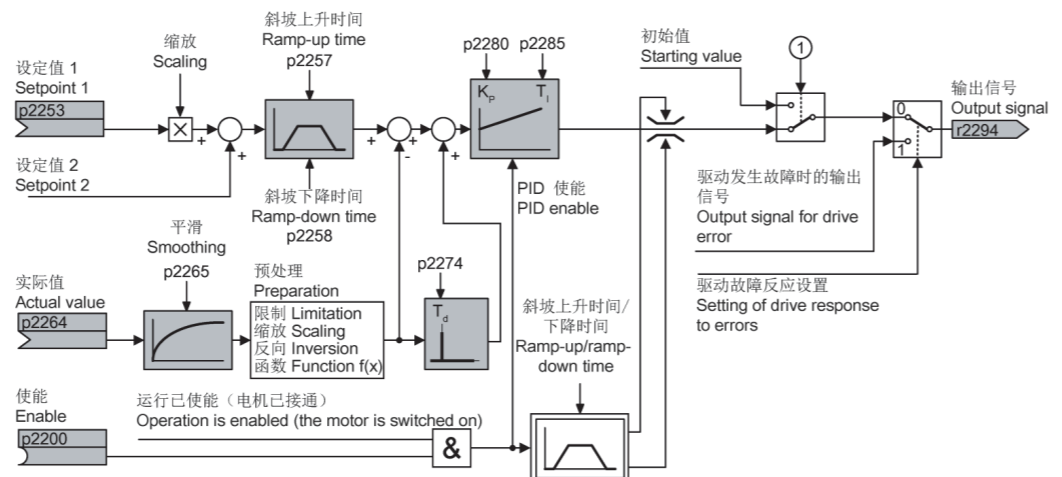 斜坡上升时间
Ramp-up time
p2257
缩放
Scaling
设定值 1
Setpoint 1
p2253
X
+
+
设定值 2
Setpoint 2
斜坡下降时间
Ramp-down time
p2258
+
-
+
p2280
p2285
Kp
TI
PID 使能
PID enable
初始值
Starting value
1
输出信号
Output signal
r2294
0
1
驱动发生故障时的输出
信号
Output signal for drive
error
驱动故障反应设置
Setting of drive response
to errors
平滑
Smoothing
p2265
实际值
Actual value
p2264
预处理
Preparation
限制 Limitation
缩放 Scaling
反向 Inversion
函数 Function f(x)
p2274
Td
斜坡上升时间/
下降时间
Ramp-up/ramp-
down time
使能
Enable
p2200
运行已使能（电机已接通）
Operation is enabled (the motor is switched on)
&